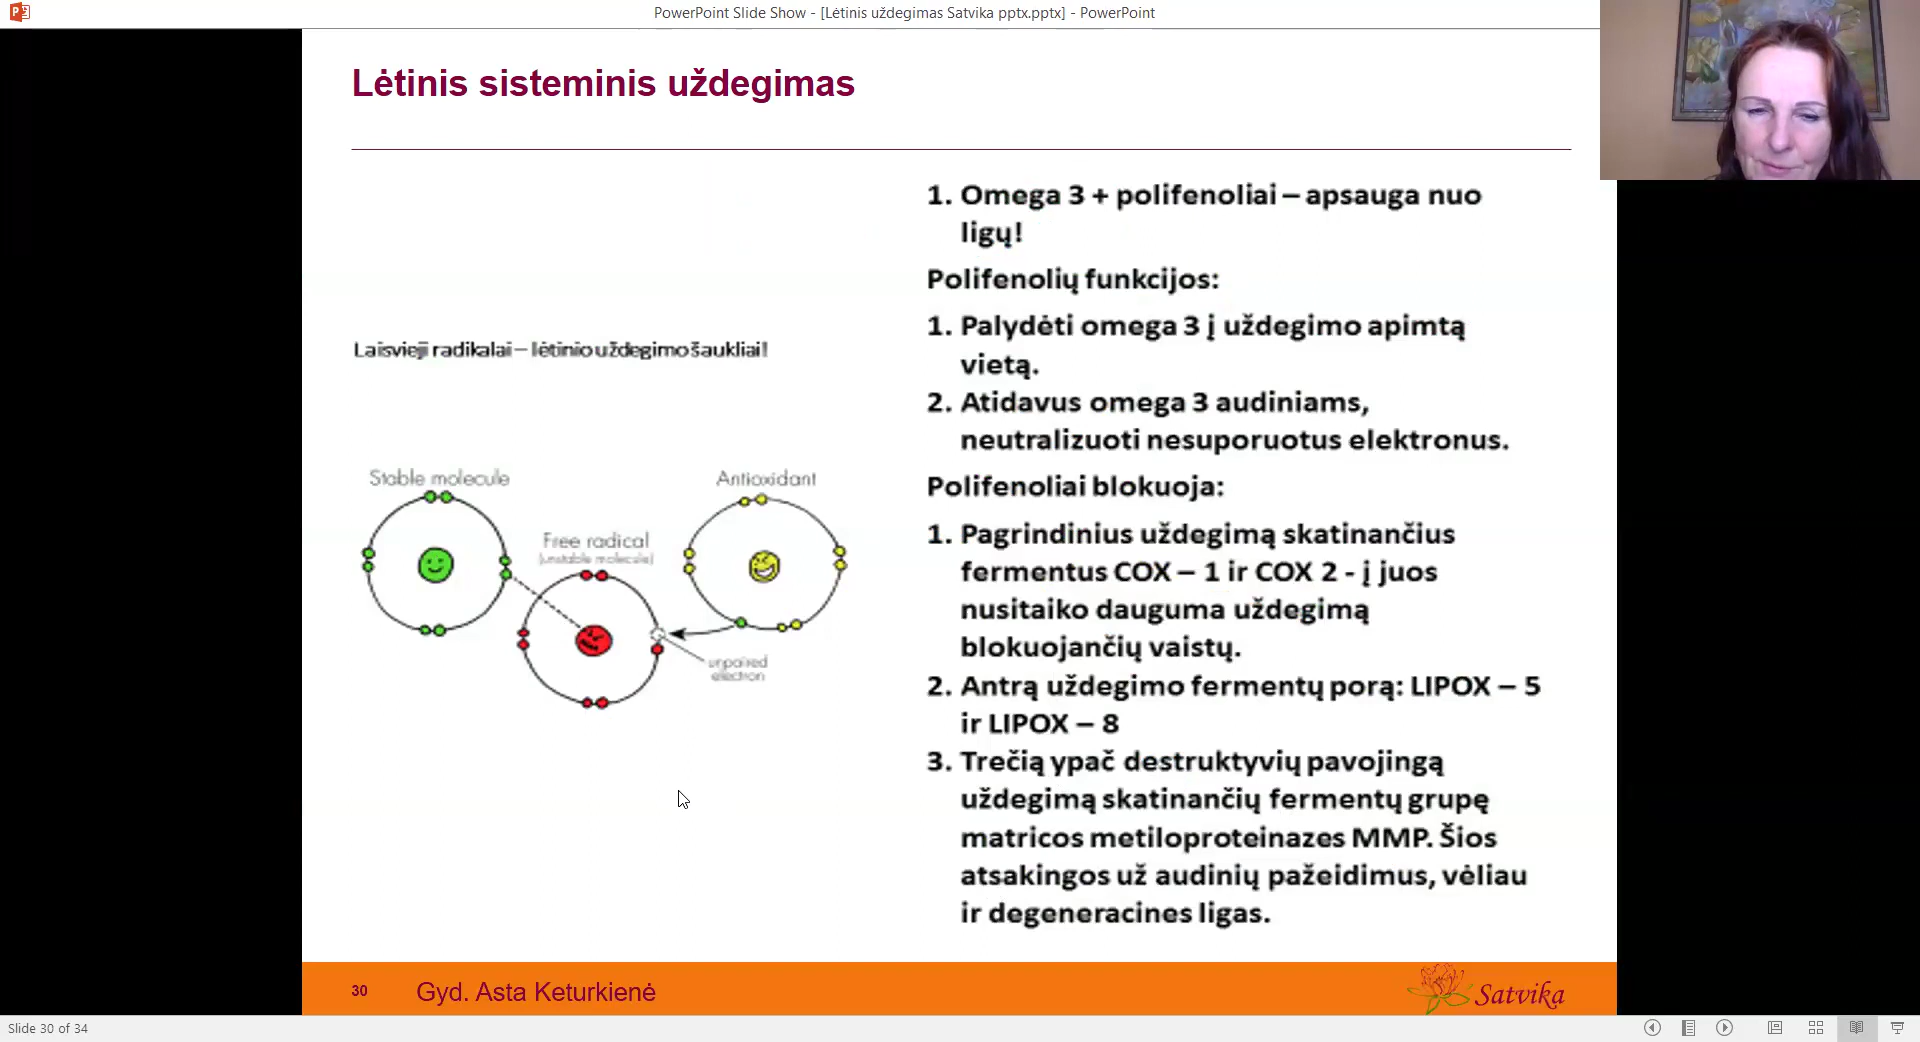 PowerPoint Slide Show - [Lėtinis uždegimas Satvika pptx.pptx] - PowerPoint
Lėtinis sisteminis uždegimas
1. Omega 3 + polifenoliai – apsauga nuo
ligų!
Polifenolių funkcijos:
1. Palydėti omega 3 į uždegimo apimtą
vietą.
2. Atidavus omega 3 audiniams,
neutralizuoti nesuporuotus elektronus.
Polifenoliai blokuoja:
1. Pagrindinius uždegimą skatinančius
fermentus COX – 1 ir COX 2 - į juos
nusitaiko dauguma uždegimą
blokuojančių vaistų.
2. Antrą uždegimo fermentų porą: LIPOX – 5
ir LIPOX – 8
3. Trečią ypač destruktyvių pavojingą
uždegimą skatinančių fermentų grupę
matricos metiloproteinazes MMP. Šios
atsakingos už audinių pažeidimus, vėliau
ir degeneracines ligas.
Laisvieji radikalai – lėtinio uždegimo šaukliai!
Stable molecule
Antioxidant
Free radical
(unstable molecule)
unpaired
electron
30
Gyd. Asta Keturkienė
Satvika
Slide 30 of 34